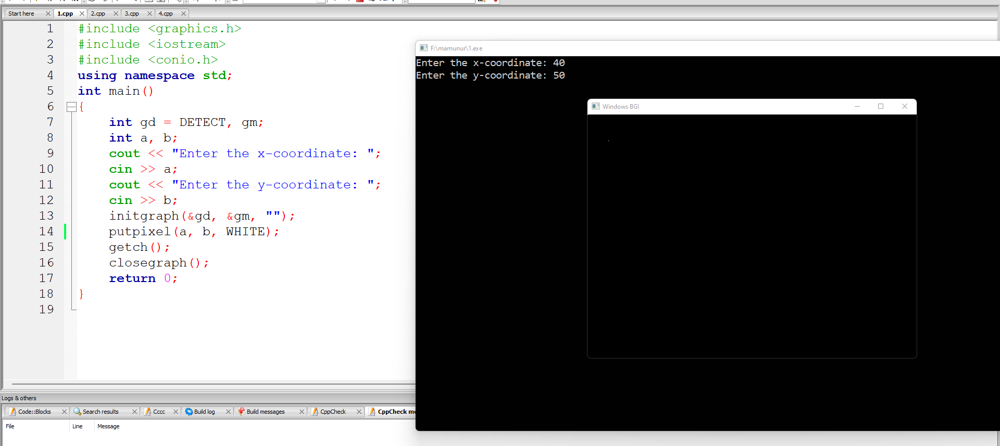 Start here 1.cpp 2.cpp 3.cpp 4.cpp
1 #include <graphics.h>
2 #include <iostream>
3 #include <conio.h>
4 using namespace std;
5 int main()
6 {
7 int gd = DETECT, gm;
8 int a, b;
9 cout << "Enter the x-coordinate: ";
10 cin >> a;
11 cout << "Enter the y-coordinate: ";
12 cin >> b;
13 initgraph(&gd, &gm, "");
14 putpixel(a, b, WHITE);
15 getch();
16 closegraph();
17 return 0;
18 }
19
F:\mamunur\1.exe
Enter the x-coordinate: 40
Enter the y-coordinate: 50
Windows BGI
Logs & others
Code::Blocks Search results Cccc Build log Build messages CppCheck CppCheck
File Line Message